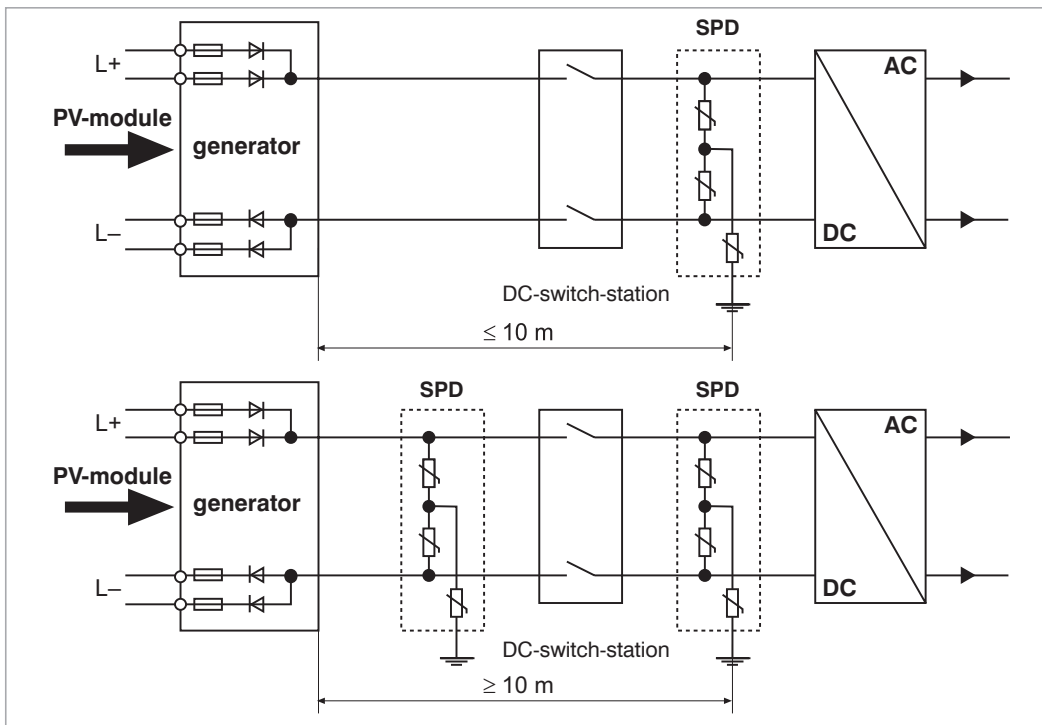 SPD
L+
AC
PV-module
generator
L–
DC
DC-switch-station
≤ 10 m
SPD
SPD
L+
AC
PV-module
generator
L–
DC
DC-switch-station
≥ 10 m